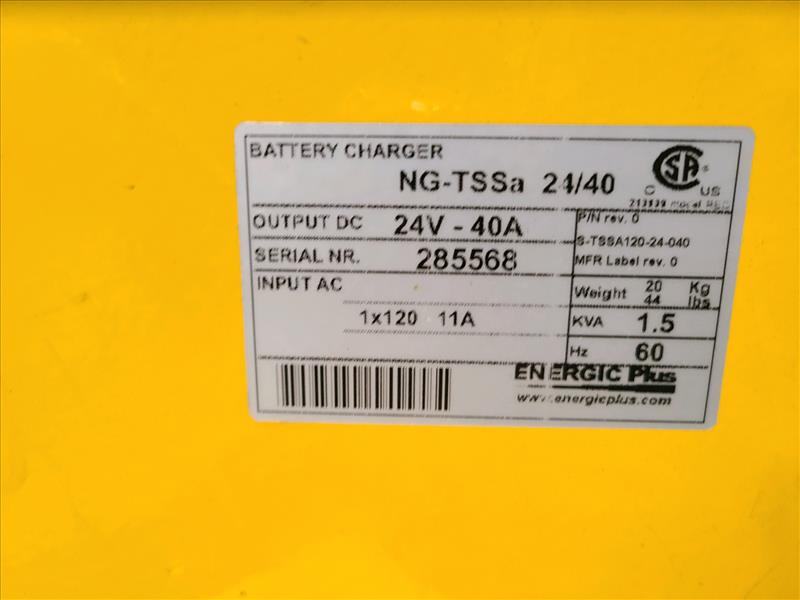 BATTERY CHARGER
NG-TSSa 24/40
CSA
C US
OUTPUT DC 24V - 40A
P/N rev. 0
S-TSSA120-24-040
SERIAL NR. 285568
MFR Label rev. 0
INPUT AC
1x120 11A
Weight 20 Kg
44 lbs
KVA 1.5
Hz 60
ENERGIC Plus
www.energicplus.com